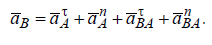 a̅_B = a̅_A^τ + a̅_A^n + a̅_BA^τ + a̅_BA^n.